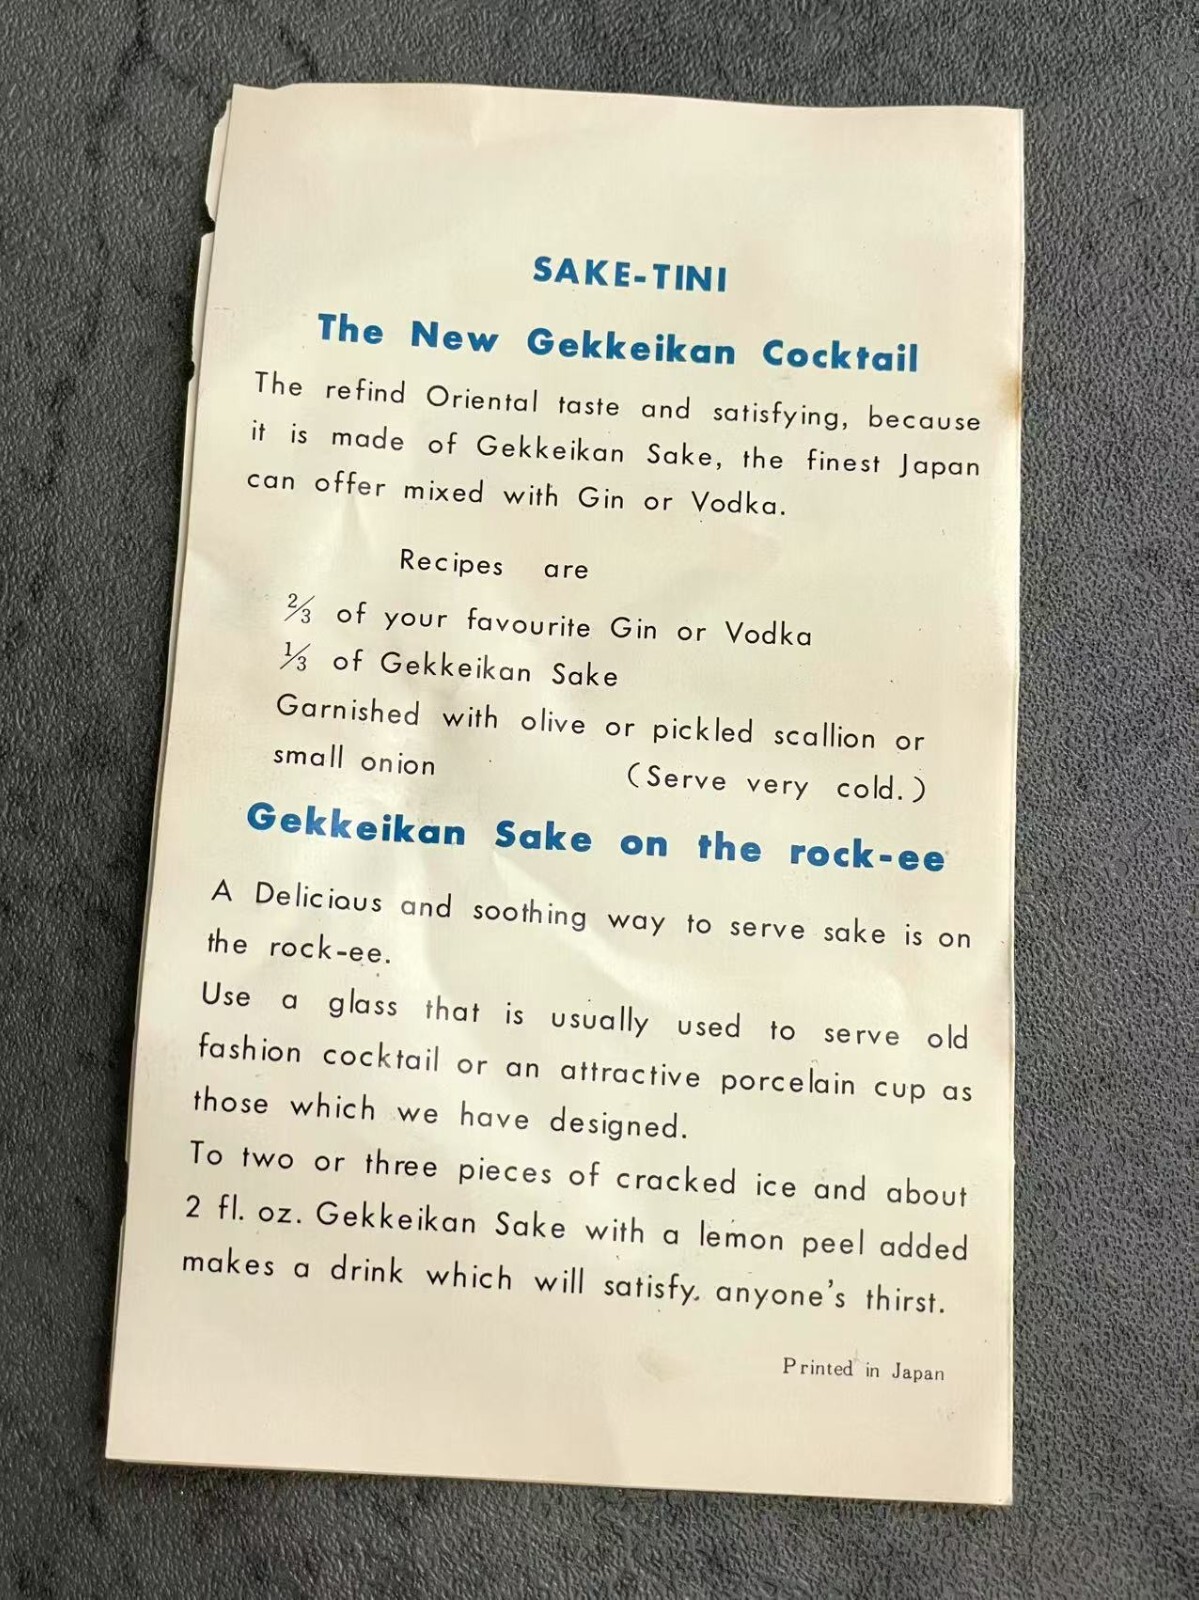 SAKE-TINI
The New Gekkeikan Cocktail
The refind Oriental taste and satisfying, because
it is made of Gekkeikan Sake, the finest Japan
can offer mixed with Gin or Vodka.
Recipes are
⅔ of your favourite Gin or Vodka
⅓ of Gekkeikan Sake
Garnished with olive or pickled scallion or
small onion (Serve very cold.)
Gekkeikan Sake on the rock-ee
A Delicious and soothing way to serve sake is on
the rock-ee.
Use a glass that is usually used to serve old
fashion cocktail or an attractive porcelain cup as
those which we have designed.
To two or three pieces of cracked ice and about
2 fl. oz. Gekkeikan Sake with a lemon peel added
makes a drink which will satisfy. anyone's thirst.
Printed in Japan